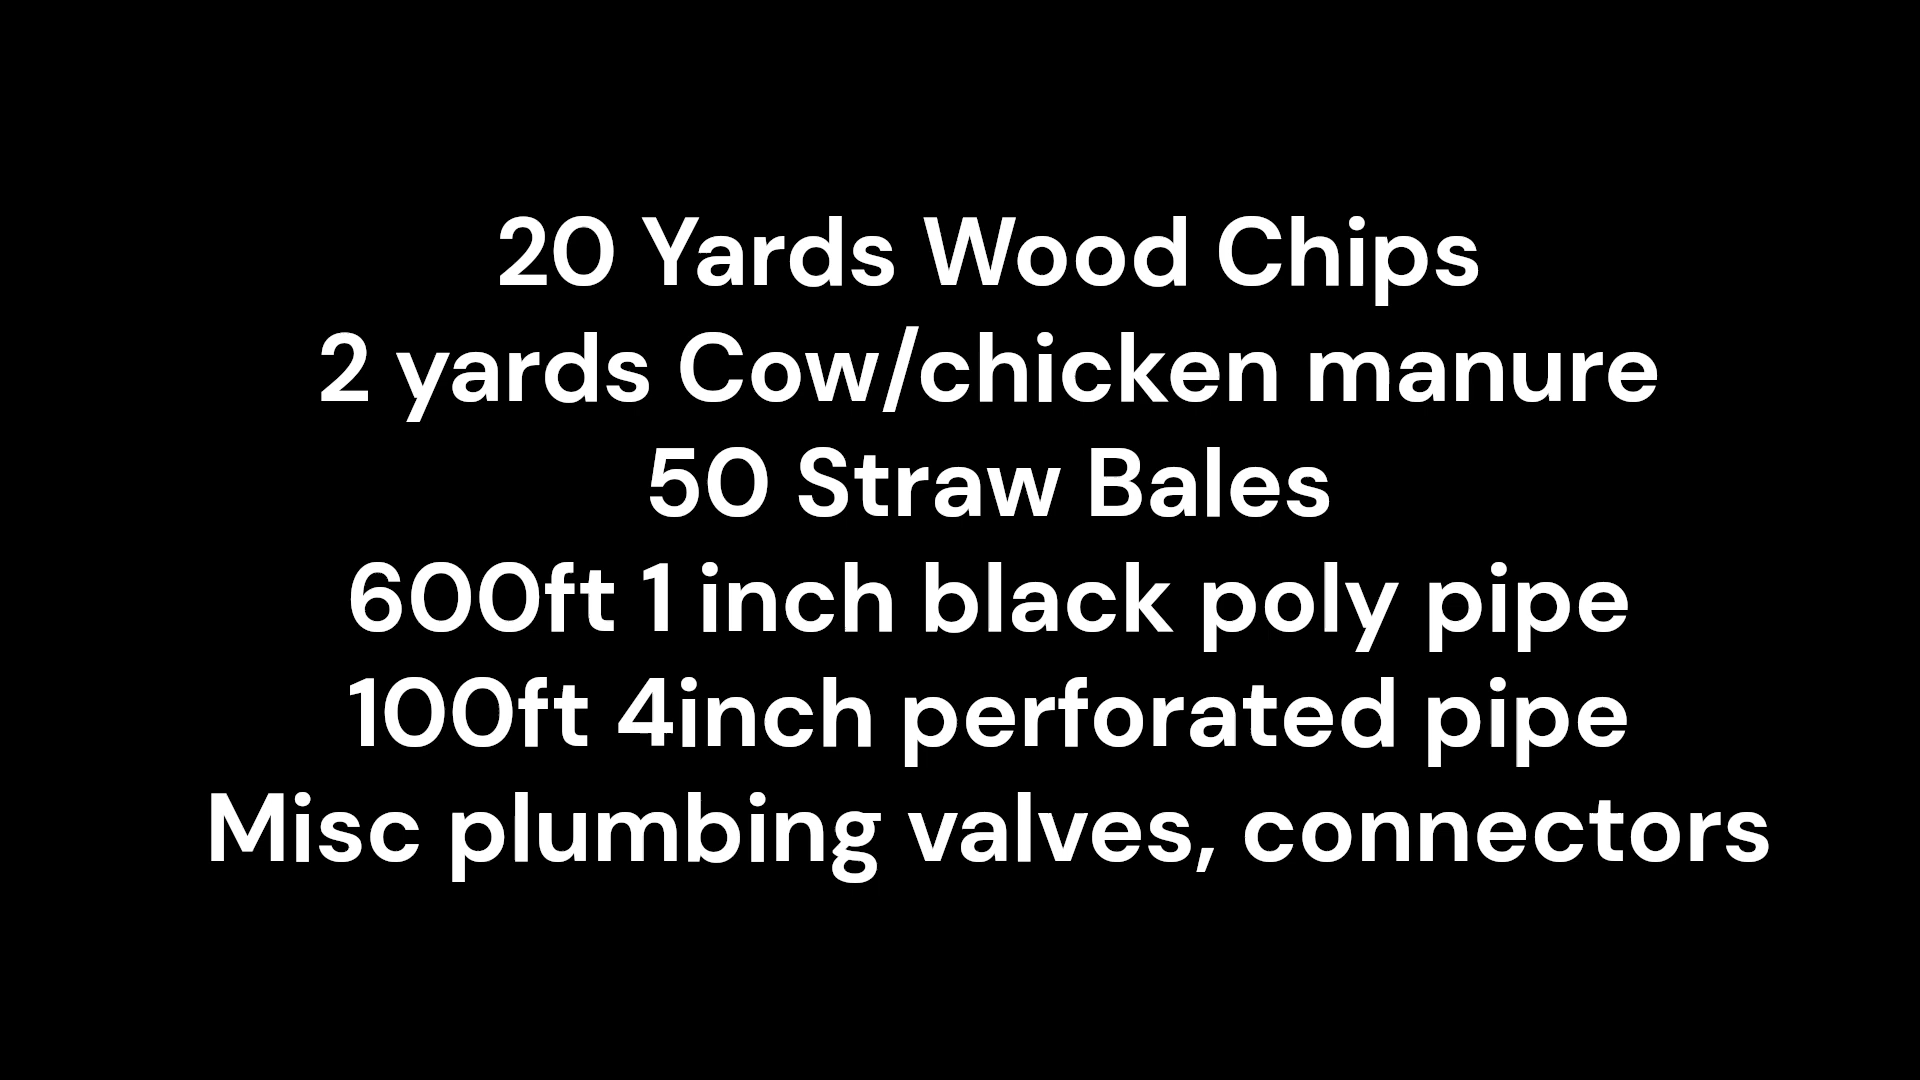 20 Yards Wood Chips
2 yards Cow/chicken manure
50 Straw Bales
600ft 1 inch black poly pipe
100ft 4inch perforated pipe
Misc plumbing valves, connectors